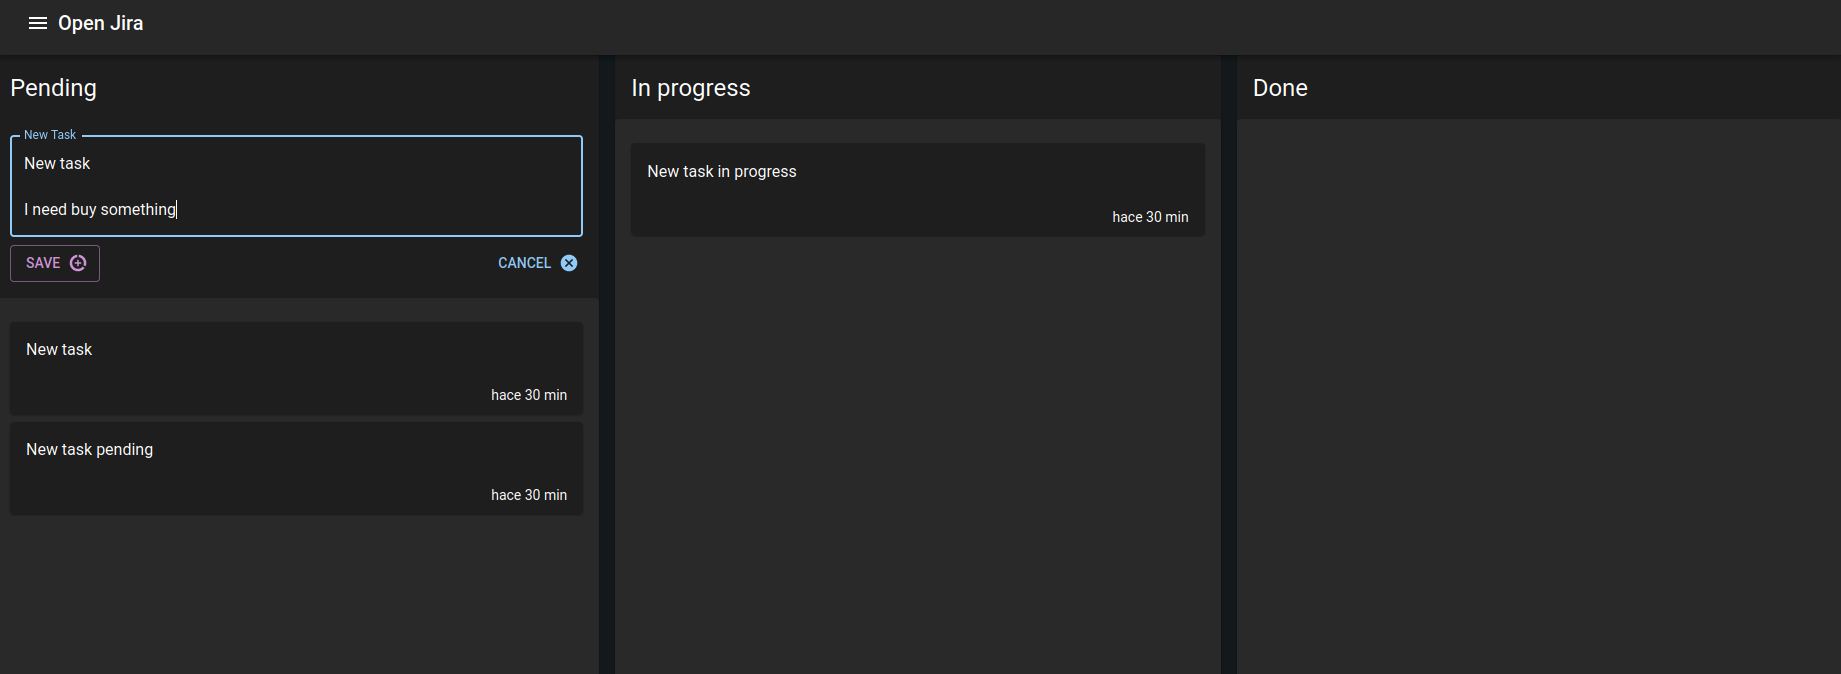 Open Jira
Pending
New Task
New task
I need buy something
SAVE
CANCEL
New task
hace 30 min
New task pending
hace 30 min
In progress
New task in progress
hace 30 min
Done